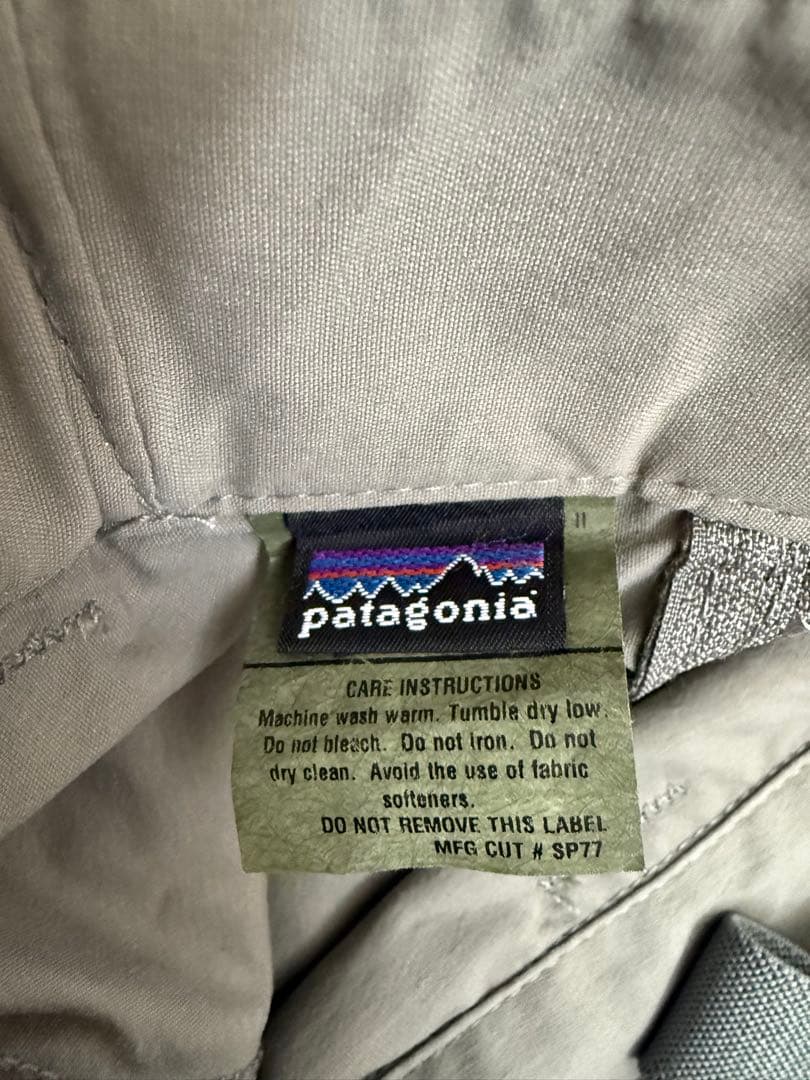 patagonia
CARE INSTRUCTIONS
Machine wash warm. Tumble dry low.
Do not bleach. Do not iron. Do not
dry clean. Avoid the use of fabric
softeners.
DO NOT REMOVE THIS LABEL
MFG CUT # SP77